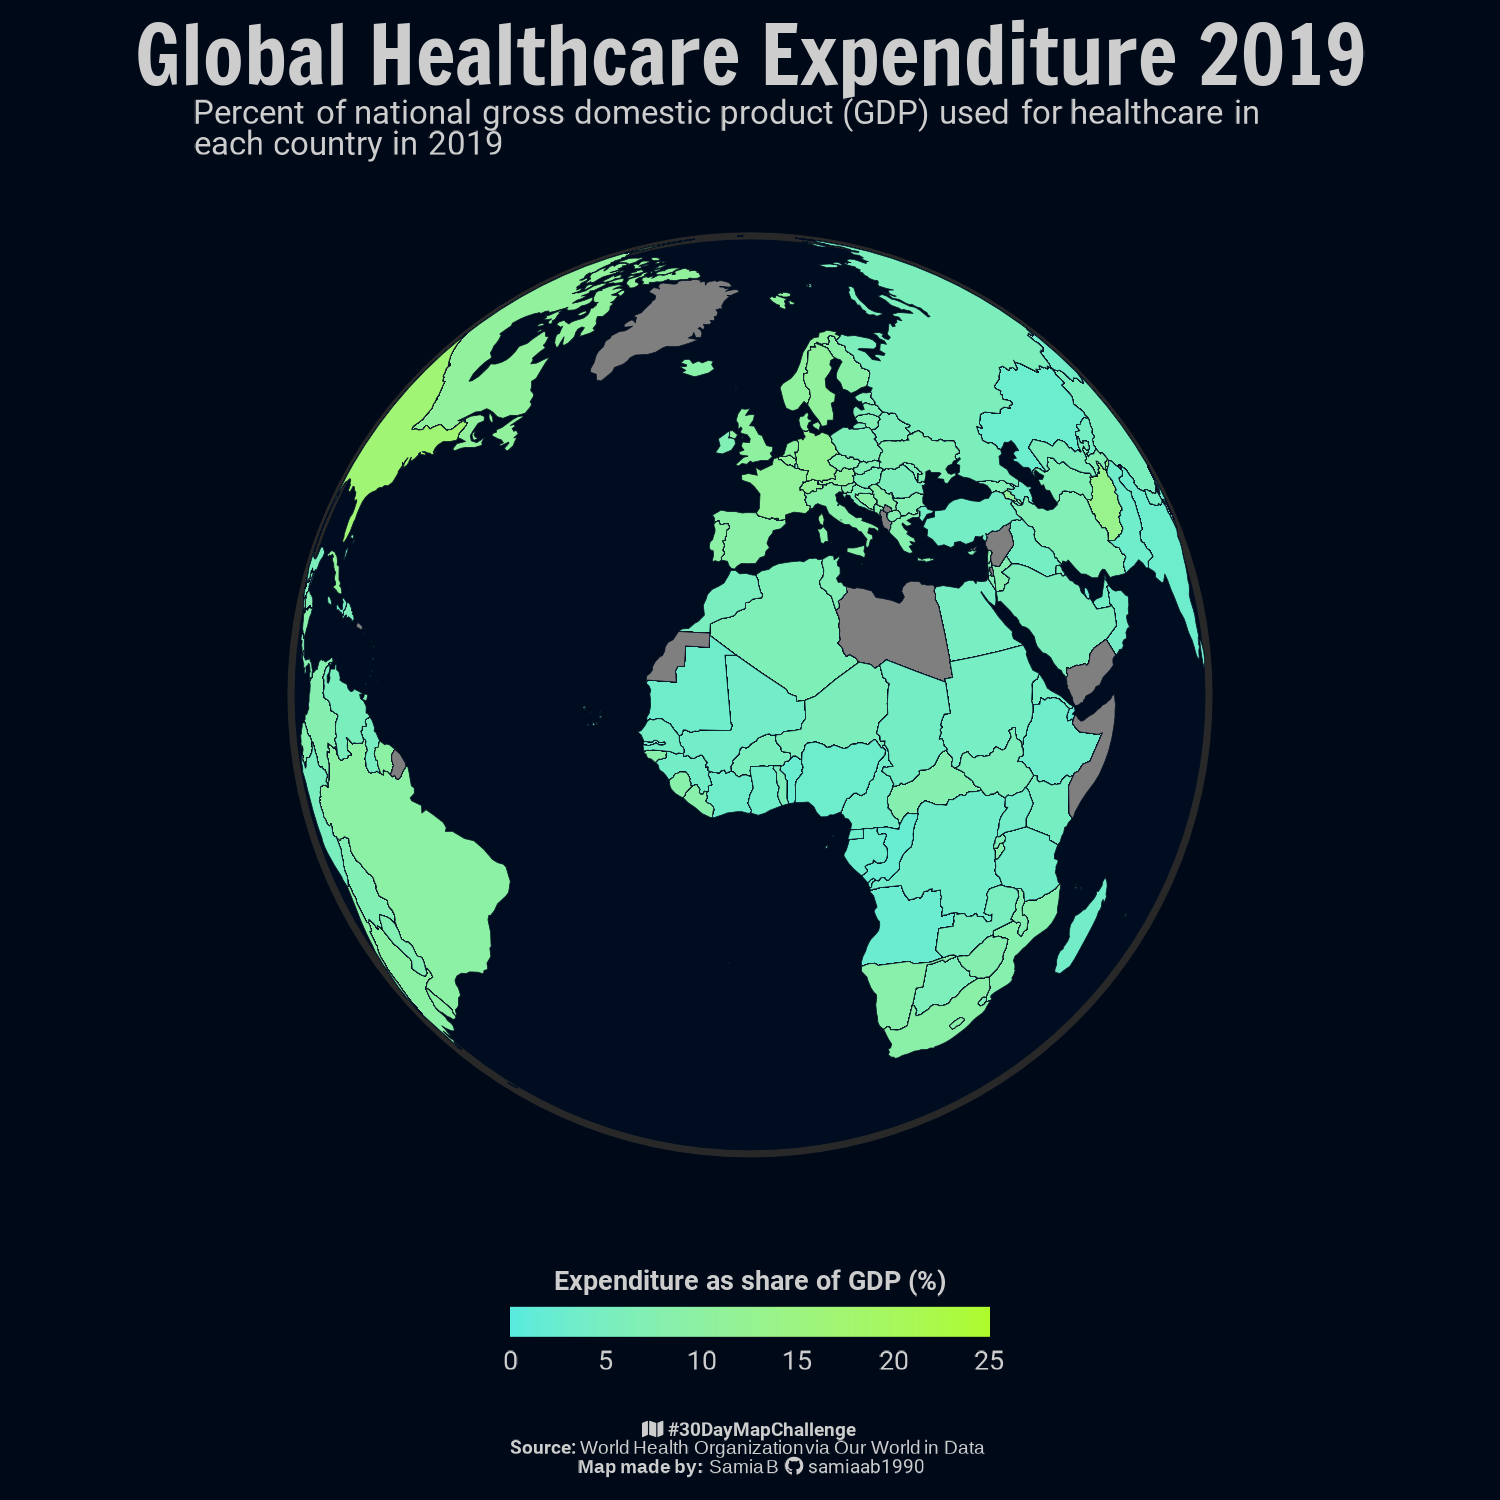 Global Healthcare Expenditure 2019
Percent of national gross domestic product (GDP) used for healthcare in
each country in 2019
Expenditure as share of GDP (%)
0 5 10 15 20 25
#30DayMapChallenge
Source: World Health Organization via Our World in Data
Map made by: Samia B samiaab1990